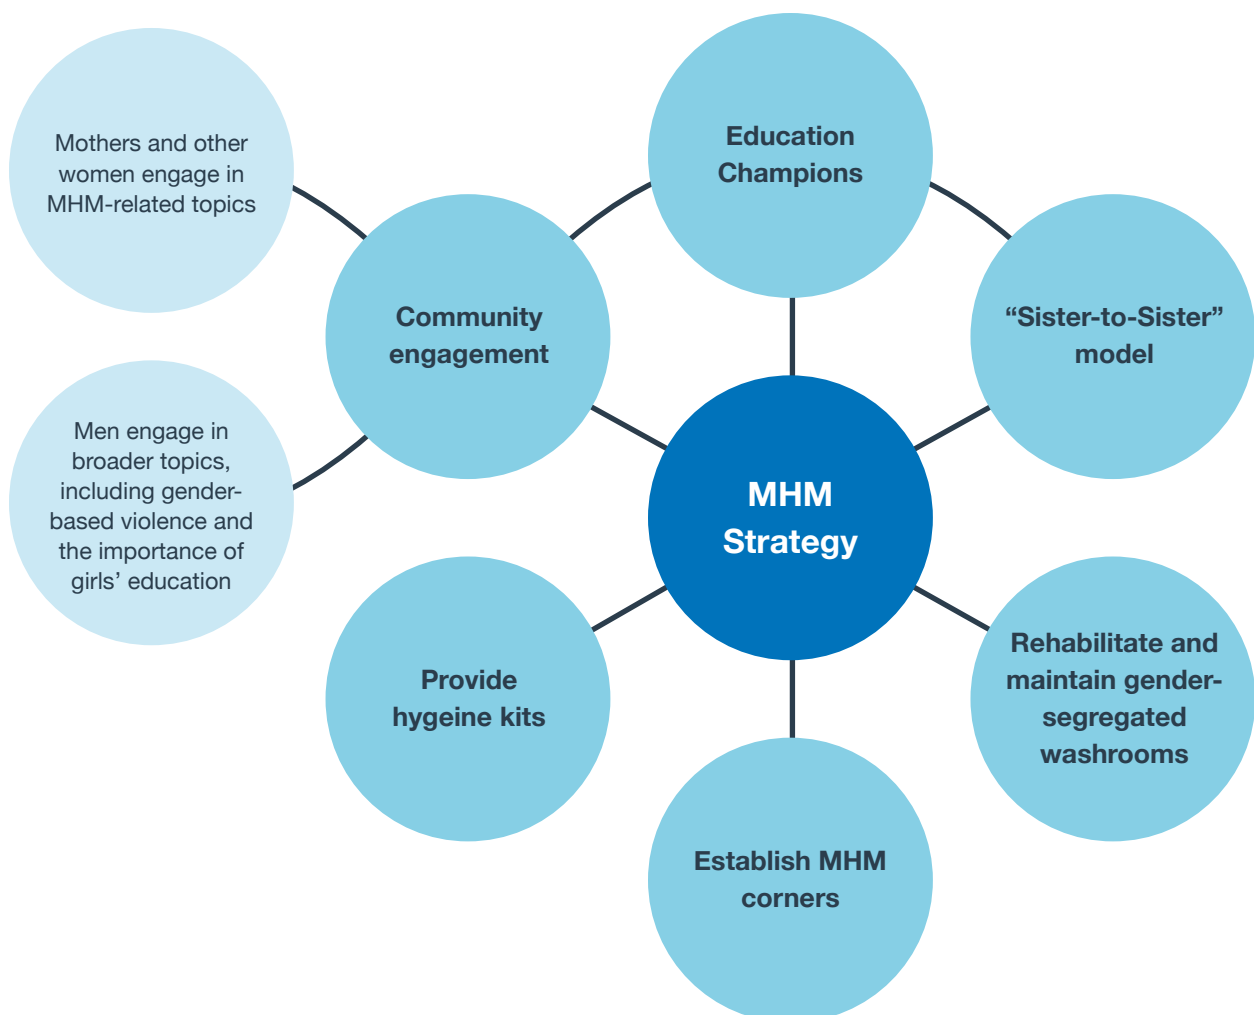 Mothers and other
women engage in
MHM-related topics
Education
Champions
Community
engagement
“Sister-to-Sister”
model
Men engage in
broader topics,
including gender-
based violence and
the importance of
girls’ education
MHM
Strategy
Provide
hygeine kits
Rehabilitate and
maintain gender-
segregated
washrooms
Establish MHM
corners